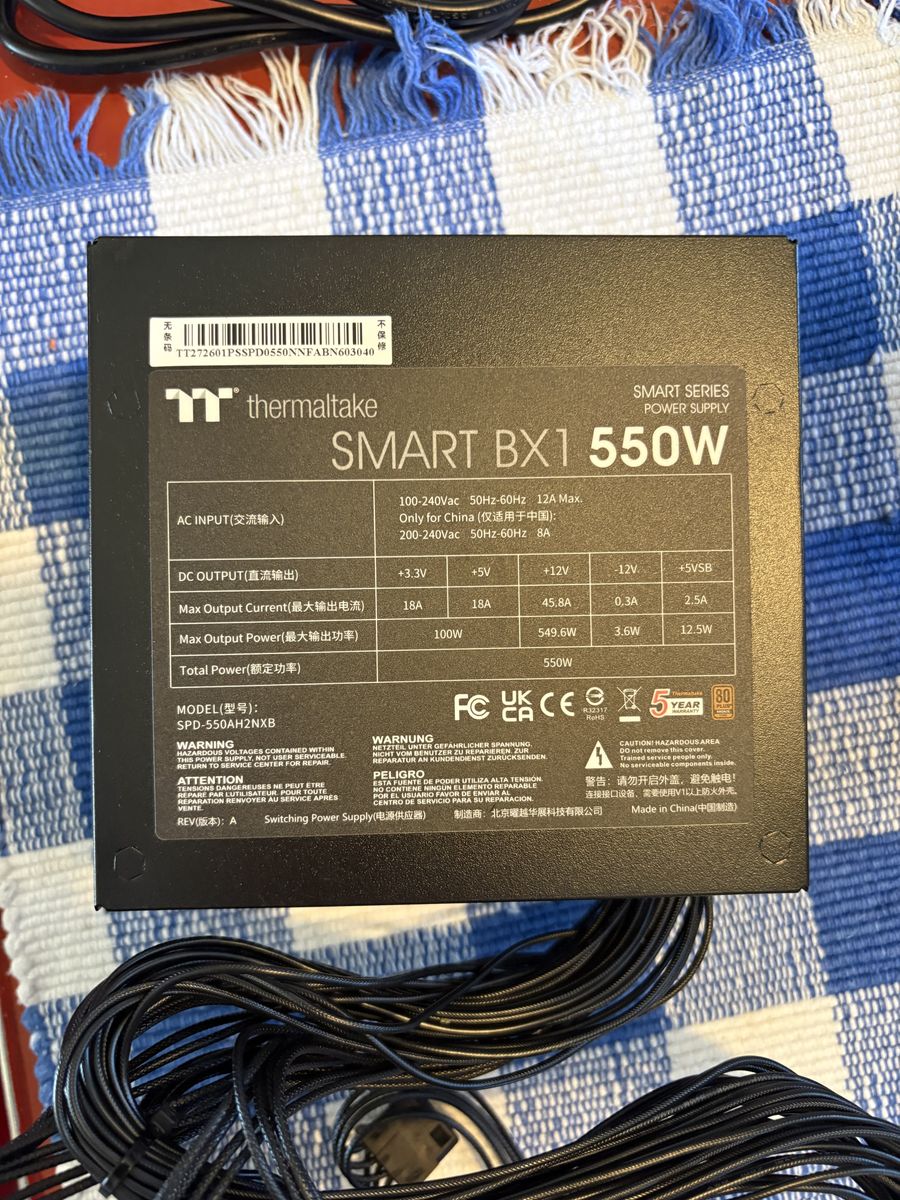 无条码
不保修
TT272601PSSPD0550NNFABN603040
TT® thermaltake
SMART SERIES
POWER SUPPLY
SMART BX1 550W
AC INPUT(交流输入)
100-240Vac 50Hz-60Hz 12A Max.
Only for China (仅适用于中国):
200-240Vac 50Hz-60Hz 8A
DC OUTPUT(直流输出) +3.3V +5V +12V -12V +5VSB
Max Output Current(最大输出电流) 18A 18A 45.8A 0.3A 2.5A
Max Output Power(最大输出功率) 100W 549.6W 3.6W 12.5W
Total Power(额定功率) 550W
MODEL(型号):
SPD-550AH2NXB
FC UK CA CE
R32317
RoHS
5 Thermaltake
YEAR
WARRANTY
80
PLUS
BRONZE
WARNING
HAZARDOUS VOLTAGES CONTAINED WITHIN
THIS POWER SUPPLY, NOT USER SERVICEABLE.
RETURN TO SERVICE CENTER FOR REPAIR.
WARNUNG
NETZTEIL UNTER GEFÄHRLICHER SPANNUNG.
NICHT VOM BENUTZER ZU REPARIEREN. ZUR
REPARATUR AN KUNDENDIENST ZURÜCKSENDEN.
CAUTION! HAZARDOUS AREA
DO not remove this cover.
Trained service people only.
No serviceable components inside.
ATTENTION
TENSIONS DANGEREUSES NE PEUT ÊTRE
RÉPARÉ PAR L'UTILISATEUR. POUR TOUTE
RÉPARATION RENVOYER AU SERVICE APRÈS
VENTE.
PELIGRO
ESTA FUENTE DE PODER UTILIZA ALTA TENSIÓN.
NO CONTIENE NINGÚN ELEMENTO REPARABLE
POR EL USUARIO FAVOR DE ENVIAR AL
CENTRO DE SERVICIO PARA SU REPARACIÓN.
警告：请勿开启外盖，避免触电!
连接接口设备，需要使用V1以上防火外壳。
REV(版本): A Switching Power Supply(电源供应器) 制造商：北京曜越华展科技有限公司 Made in China(中国制造)